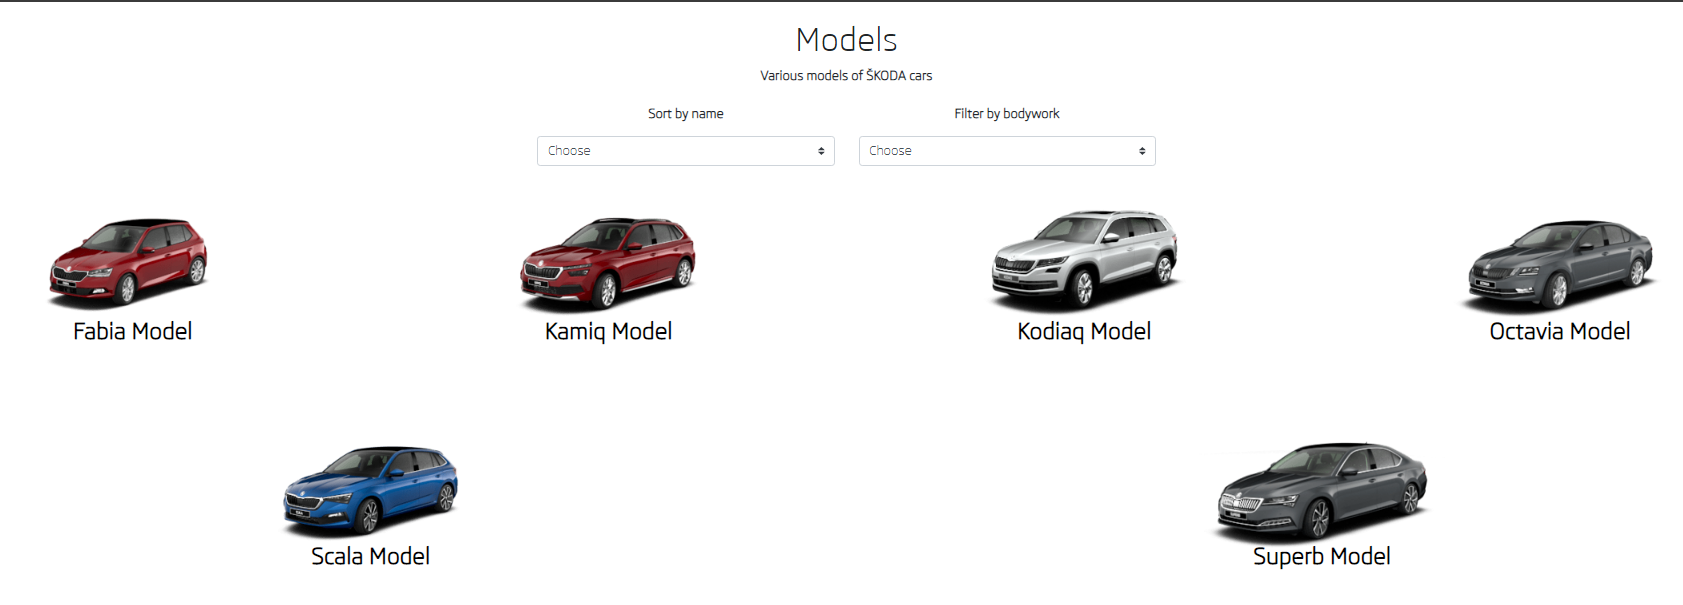 Models
Various models of ŠKODA cars
Sort by name
Filter by bodywork
Choose
Choose
Fabia Model
Kamiq Model
Kodiaq Model
Octavia Model
Scala Model
Superb Model